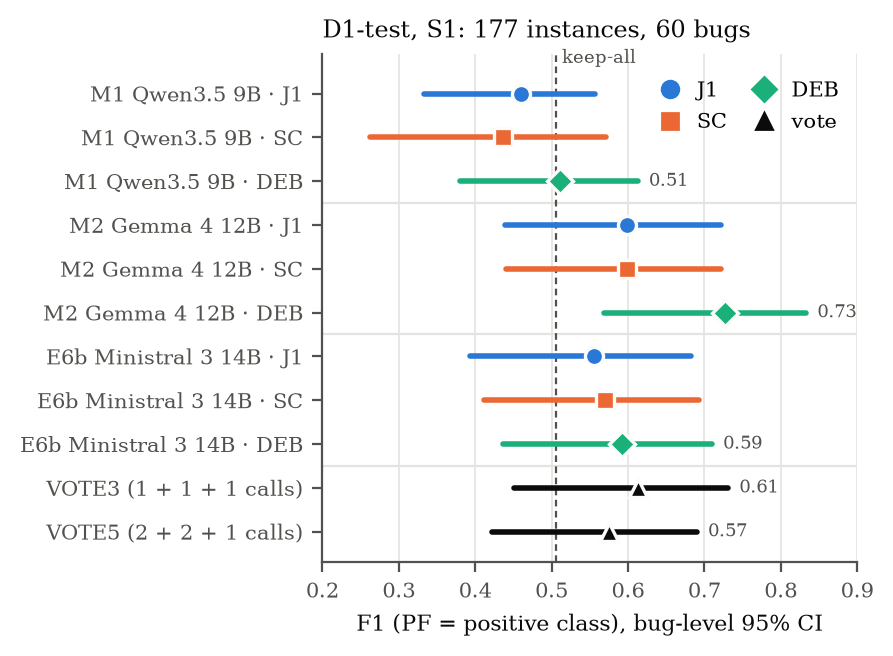 D1-test, S1: 177 instances, 60 bugs
keep-all
J1
DEB
SC
vote
M1 Qwen3.5 9B · J1
M1 Qwen3.5 9B · SC
M1 Qwen3.5 9B · DEB
0.51
M2 Gemma 4 12B · J1
M2 Gemma 4 12B · SC
M2 Gemma 4 12B · DEB
0.73
E6b Ministral 3 14B · J1
E6b Ministral 3 14B · SC
E6b Ministral 3 14B · DEB
0.59
VOTE3 (1 + 1 + 1 calls)
0.61
VOTE5 (2 + 2 + 1 calls)
0.57
0.2 0.3 0.4 0.5 0.6 0.7 0.8 0.9
F1 (PF = positive class), bug-level 95% CI